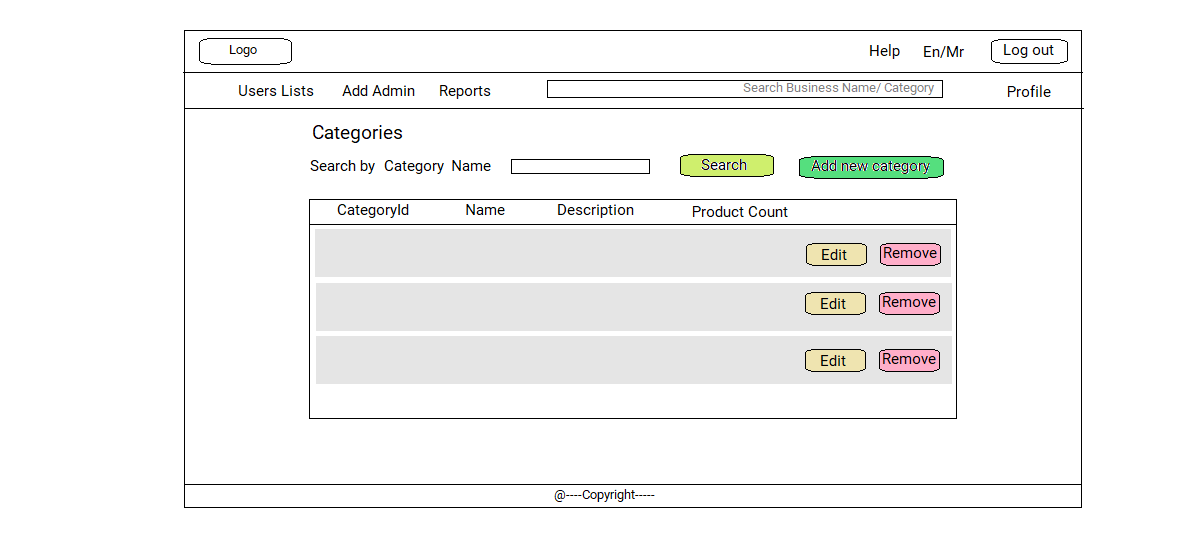 Logo
Help En/Mr Log out
Users Lists Add Admin Reports Search Business Name/ Category Profile
Categories
Search by Category Name Search Add new category
CategoryId Name Description Product Count
Edit Remove
Edit Remove
Edit Remove
@----Copyright-----